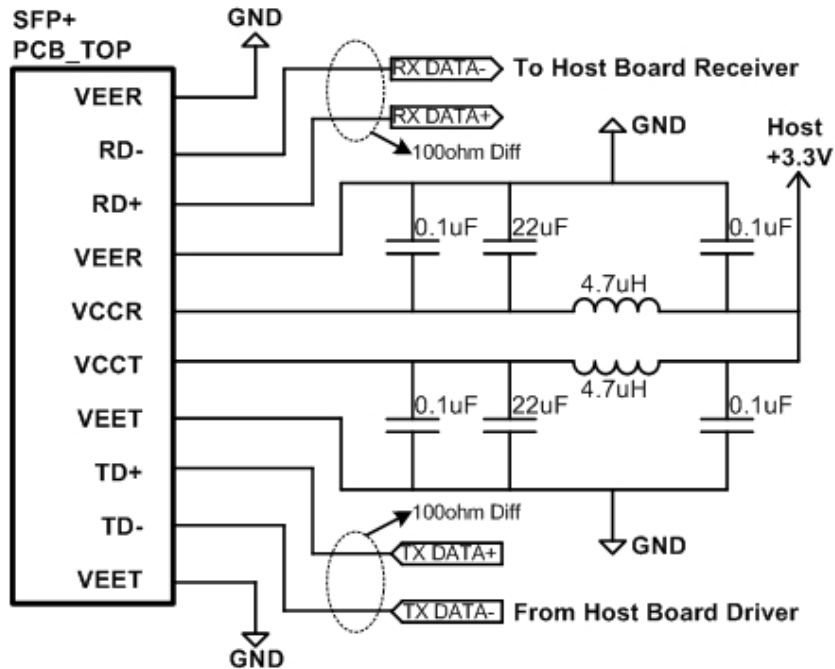 SFP+
PCB_TOP
GND
VEER
RX DATA-
To Host Board Receiver
RX DATA+
GND
Host
+3.3V
RD-
100ohm Diff
RD+
0.1uF
22uF
0.1uF
VEER
4.7uH
VCCR
VCCT
4.7uH
0.1uF
22uF
0.1uF
VEET
TD+
100ohm Diff
TD-
TX DATA+
GND
VEET
TX DATA-
From Host Board Driver
GND